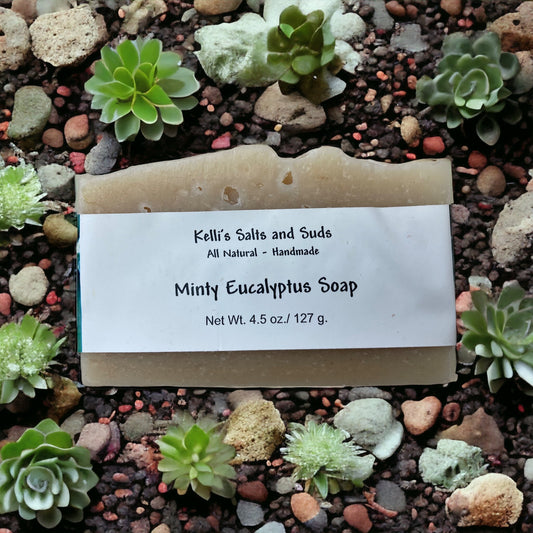 Kelli's Salts and Suds
All Natural - Handmade
Minty Eucalyptus Soap
Net Wt. 4.5 oz./ 127 g.